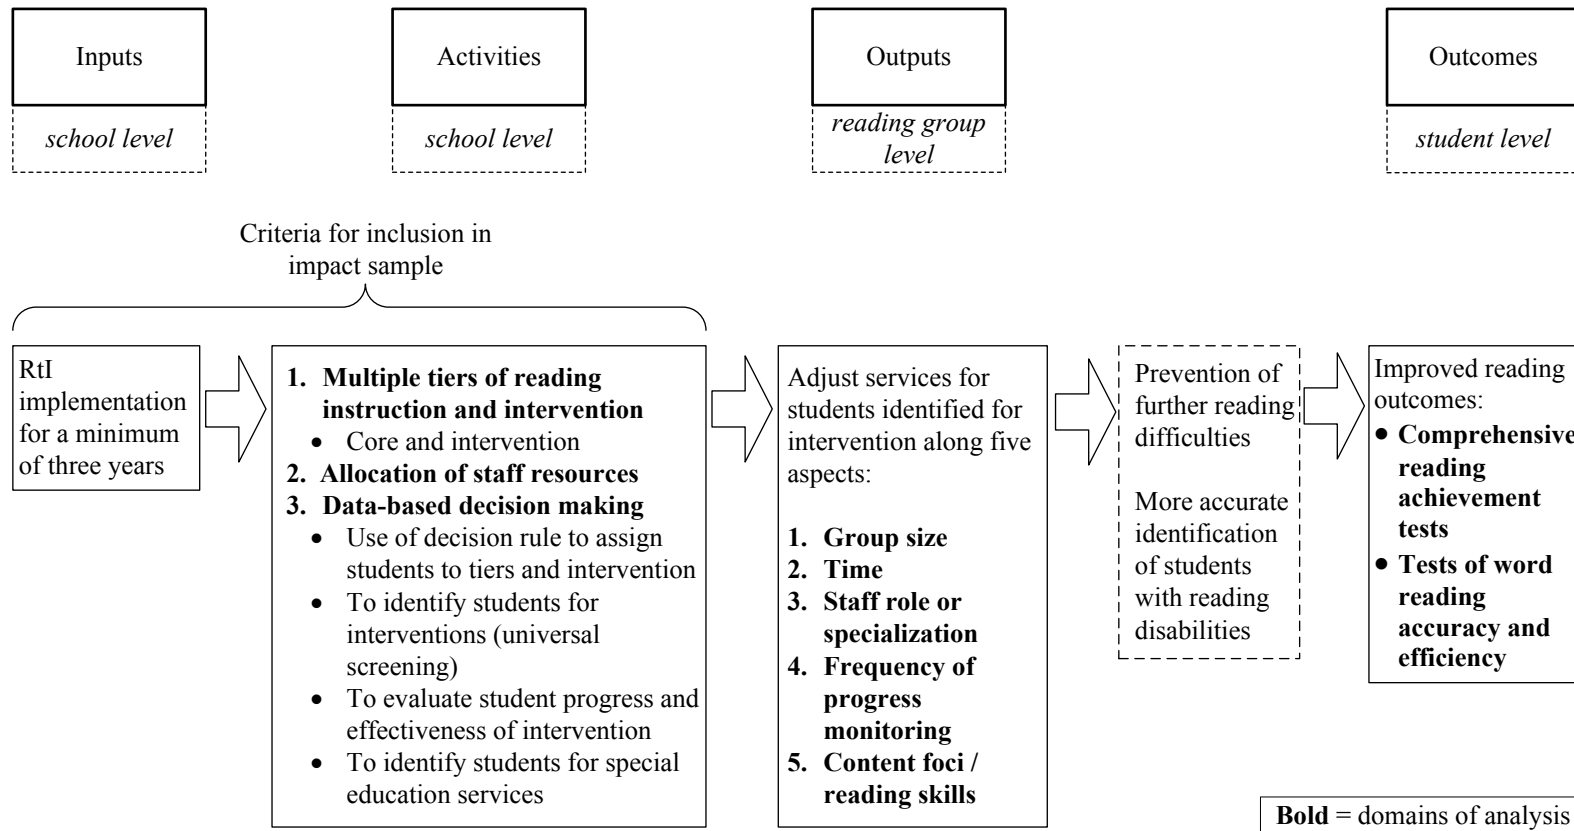 Inputs
school level
Activities
school level
Outputs
reading group
level
Outcomes
student level
Criteria for inclusion in
impact sample
RtI
implementation
for a minimum
of three years
1. Multiple tiers of reading
instruction and intervention
• Core and intervention
2. Allocation of staff resources
3. Data-based decision making
• Use of decision rule to assign
students to tiers and intervention
• To identify students for
interventions (universal
screening)
• To evaluate student progress and
effectiveness of intervention
• To identify students for special
education services
Adjust services for
students identified for
intervention along five
aspects:
1. Group size
2. Time
3. Staff role or
specialization
4. Frequency of
progress
monitoring
5. Content foci /
reading skills
Prevention of
further reading
difficulties
More accurate
identification
of students
with reading
disabilities
Improved reading
outcomes:
• Comprehensive
reading
achievement
tests
• Tests of word
reading
accuracy and
efficiency
Bold = domains of analysis